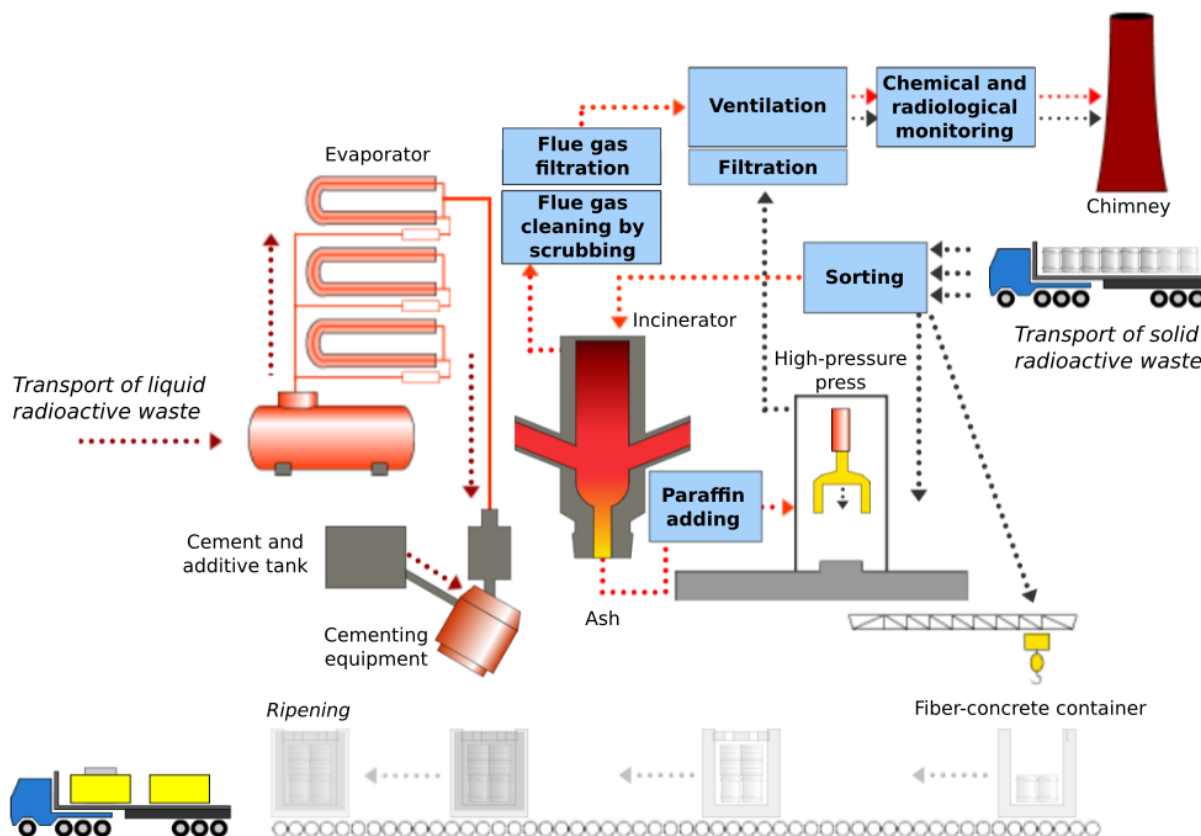 Ventilation
Chemical and
radiological
monitoring
Flue gas
filtration
Filtration
Evaporator
Flue gas
cleaning by
scrubbing
Chimney
Sorting
Incinerator
Transport of solid
radioactive waste
High-pressure
press
Transport of liquid
radioactive waste
Paraffin
adding
Cement and
additive tank
Ash
Cementing
equipment
Ripening
Fiber-concrete container